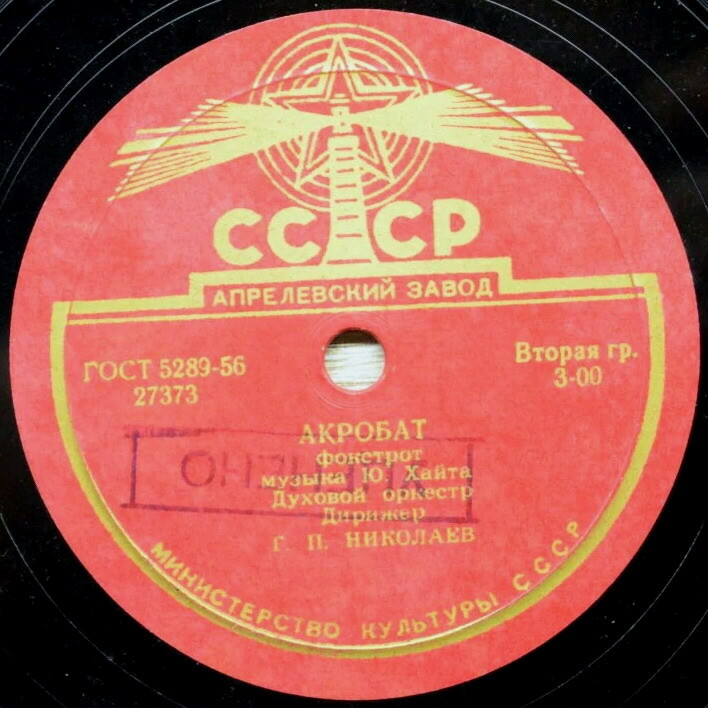 СССР
АПРЕЛЕВСКИЙ ЗАВОД
ГОСТ 5289-56
27373
Вторая гр.
3-00
АКРОБАТ
фокстрот
музыка Ю. Хайта
Духовой оркестр
Дирижер
Г. П. НИКОЛАЕВ
МИНИСТЕРСТВО КУЛЬТУРЫ СССР